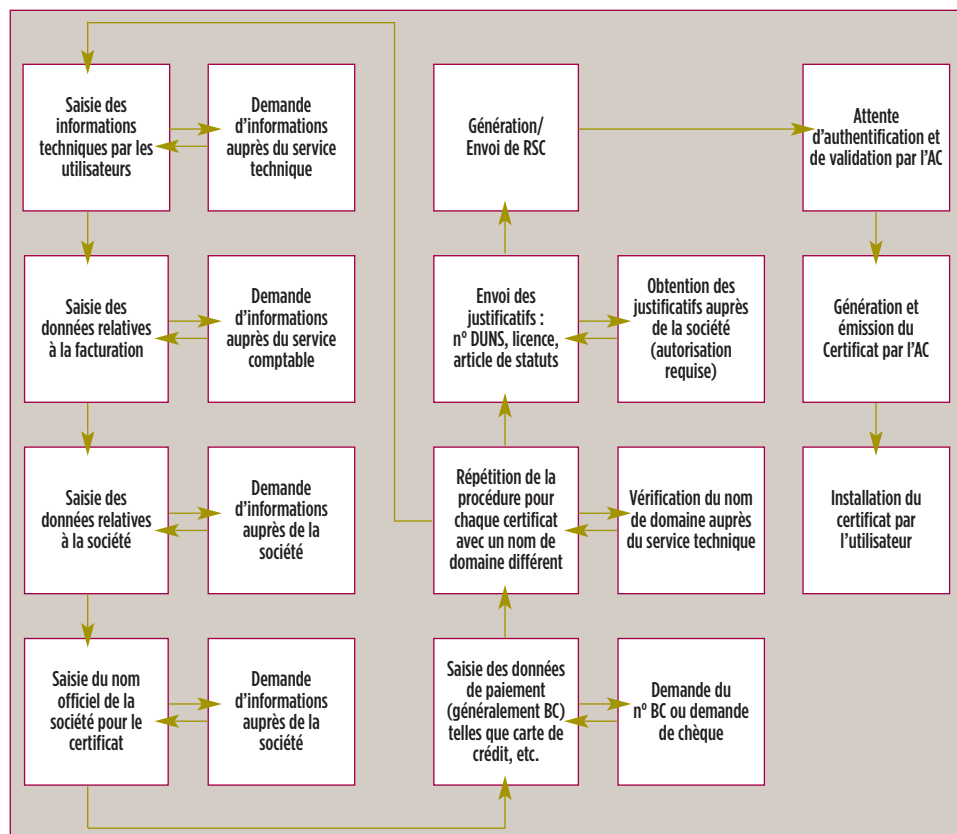 Saisie des
informations
techniques par les
utilisateurs
Demande
d'informations
auprès du service
technique
Génération/
Envoi de RSC
Attente
d'authentification et
de validation par l'AC
Saisie des
données relatives
à la facturation
Demande
d'informations
auprès du service
comptable
Envoi des
justificatifs :
nº DUNS, licence,
article de statuts
Obtention des
justificatifs auprès
de la société
(autorisation
requise)
Génération et
émission du
Certificat par l'AC
Saisie des
données relatives
à la société
Demande
d'informations
auprès de la
société
Répétition de la
procédure pour
chaque certificat
avec un nom de
domaine différent
Vérification du nom
de domaine auprès
du service technique
Installation du
certificat par
l'utilisateur
Saisie du nom
officiel de la
société pour le
certificat
Demande
d'informations
auprès de la
société
Saisie des données
de paiement
(généralement BC)
telles que carte de
crédit, etc.
Demande du
nº BC ou demande
de chèque